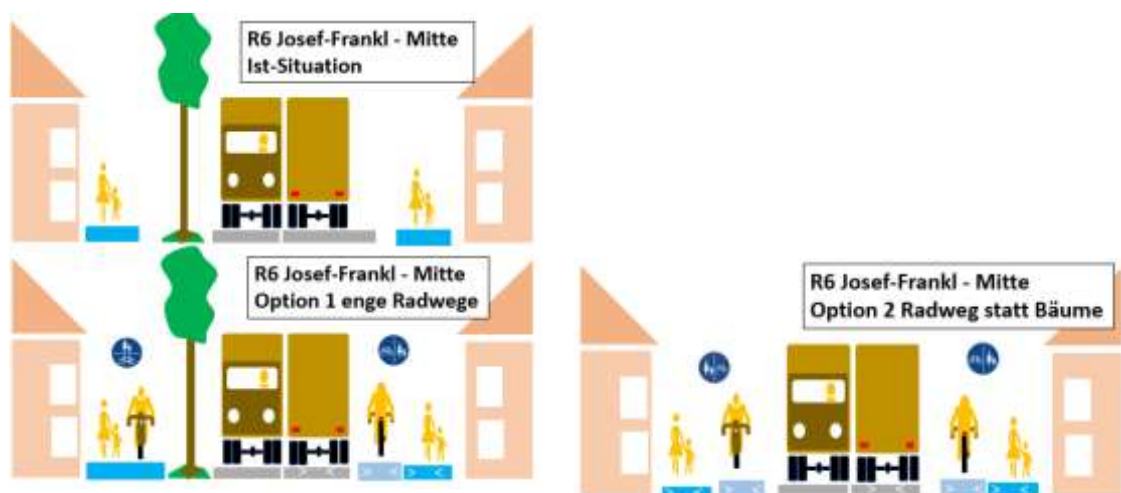 R6 Josef-Frankl - Mitte
Ist-Situation
R6 Josef-Frankl - Mitte
Option 1 enge Radwege
R6 Josef-Frankl - Mitte
Option 2 Radweg statt Bäume